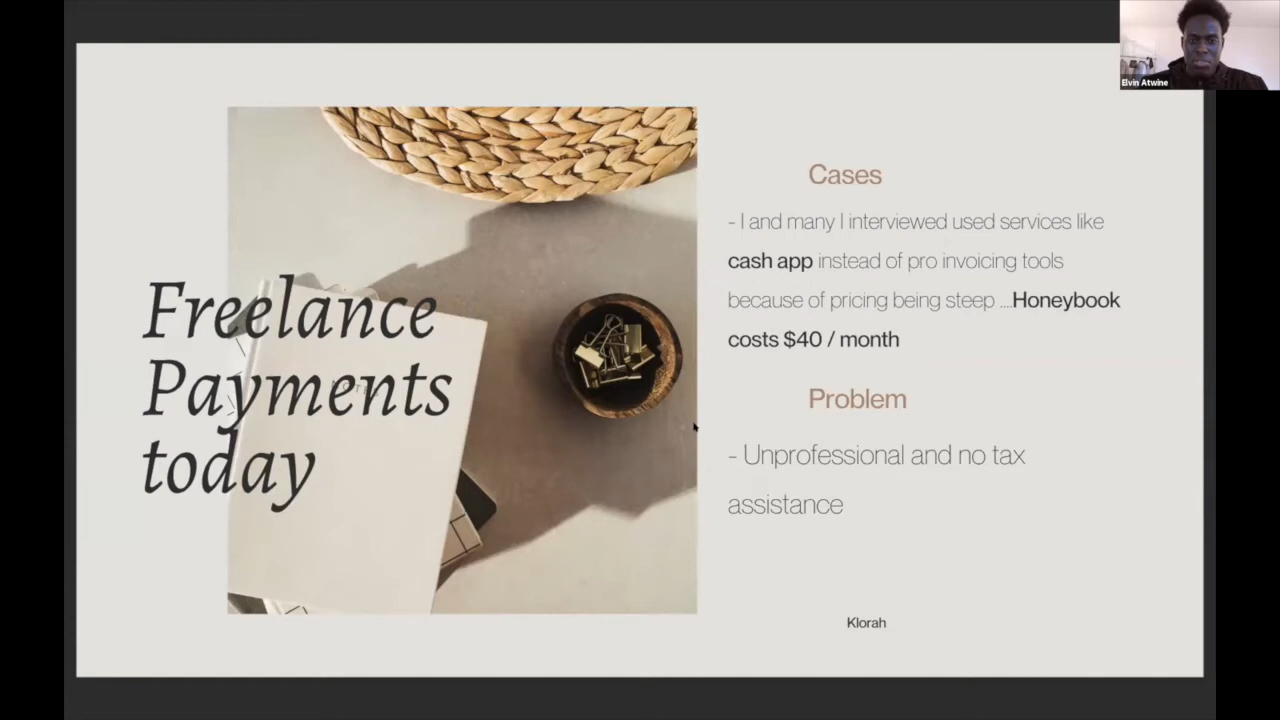 Elvin Atwine
Freelance
Payments
today
Cases
- I and many I interviewed used services like
cash app instead of pro invoicing tools
because of pricing being steep ...Honeybook
costs $40 / month
Problem
- Unprofessional and no tax
assistance
Klorah